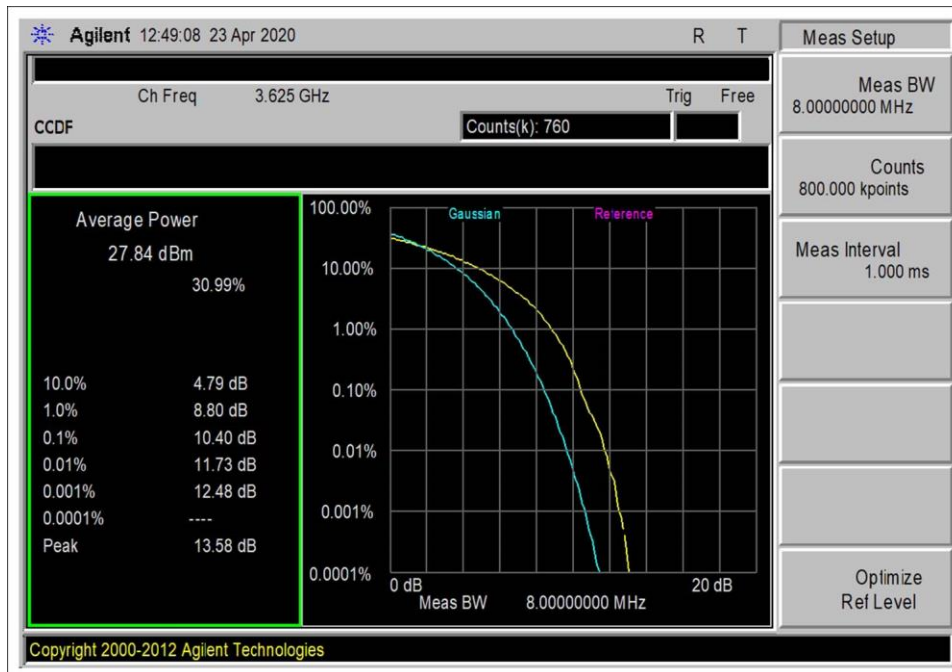 Agilent 12:49:08 23 Apr 2020 R T
Meas Setup
Meas BW
8.00000000 MHz
Counts
800.000 kpoints
Meas Interval
1.000 ms
Optimize
Ref Level
Ch Freq 3.625 GHz Trig Free
CCDF Counts(k): 760
Average Power
27.84 dBm
30.99%
10.0% 4.79 dB
1.0% 8.80 dB
0.1% 10.40 dB
0.01% 11.73 dB
0.001% 12.48 dB
0.0001% ----
Peak 13.58 dB
Gaussian Reference
100.00%
10.00%
1.00%
0.10%
0.01%
0.001%
0.0001%
0 dB 20 dB
Meas BW 8.00000000 MHz
Copyright 2000-2012 Agilent Technologies